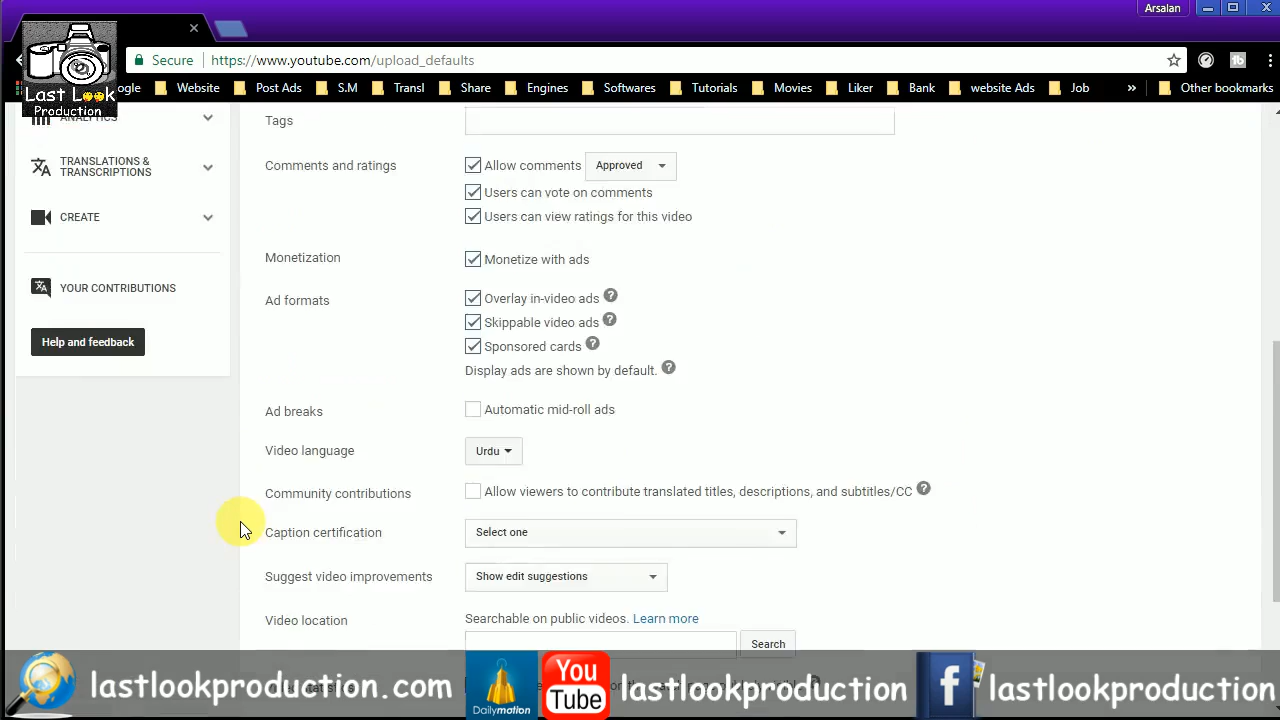 Arsalan
Secure https://www.youtube.com/upload_defaults
Last Look
Production
Website Post Ads S.M Transl Share Engines Softwares Tutorials Movies Liker Bank website Ads Job » Other bookmarks
ANALYTICS
Tags
TRANSLATIONS &
TRANSCRIPTIONS
Comments and ratings Allow comments Approved
Users can vote on comments
CREATE
Users can view ratings for this video
Monetization Monetize with ads
YOUR CONTRIBUTIONS
Ad formats Overlay in-video ads ?
Skippable video ads ?
Help and feedback
Sponsored cards ?
Display ads are shown by default. ?
Ad breaks Automatic mid-roll ads
Video language Urdu
Community contributions Allow viewers to contribute translated titles, descriptions, and subtitles/CC ?
Caption certification Select one
Suggest video improvements Show edit suggestions
Video location Searchable on public videos. Learn more
Search
lastlookproduction.com Dailymotion You Tube lastlookproduction f lastlookproduction